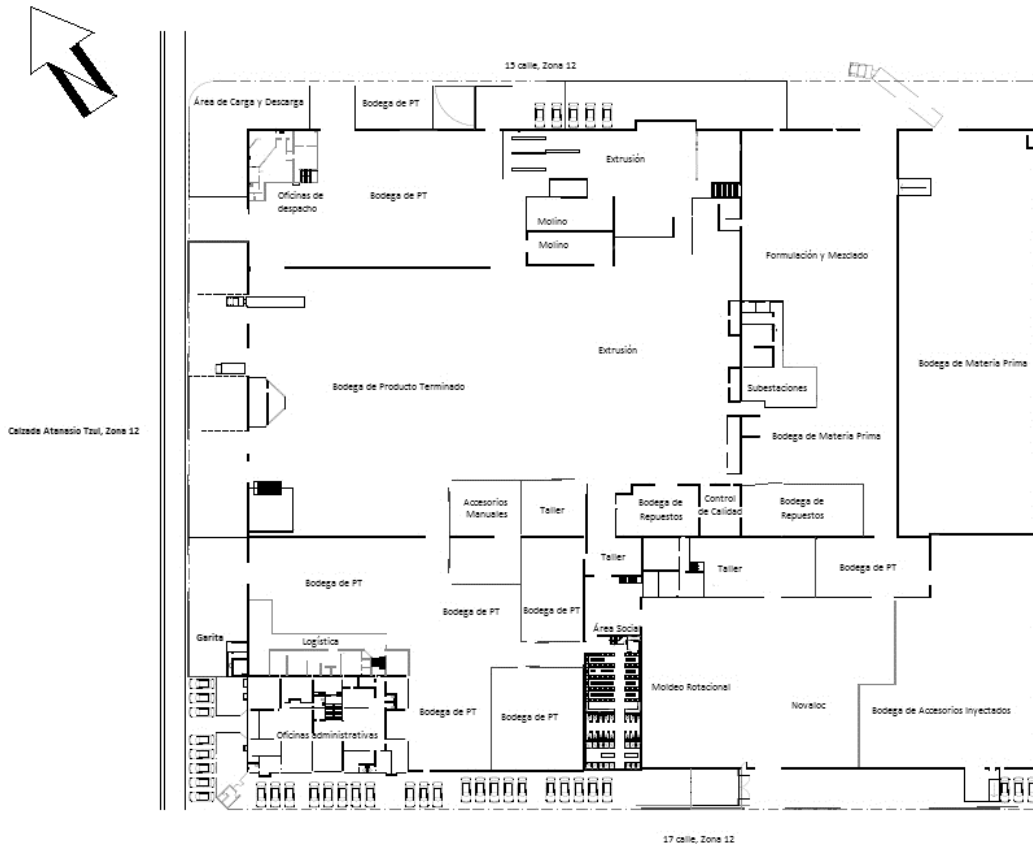 N
15 calle, Zona 12
Área de Carga y Descarga
Bodega de PT
Extrusión
Oficinas de
despacho
Bodega de PT
Molino
Molino
Formulación y Mezclado
Extrusión
Bodega de Materia Prima
Bodega de Producto Terminado
Subestaciones
Calzada Atanasio Tzul, Zona 12
Bodega de Materia Prima
Accesorios
Manuales
Taller
Bodega de
Repuestos
Control
de Calidad
Bodega de
Repuestos
Taller
Taller
Bodega de PT
Bodega de PT
Bodega de PT
Bodega de PT
Garita
Logística
Área Social
Moldeo Rotacional
Novaloc
Bodega de Accesorios Inyectados
Bodega de PT
Bodega de PT
Oficinas administrativas
17 calle, Zona 12